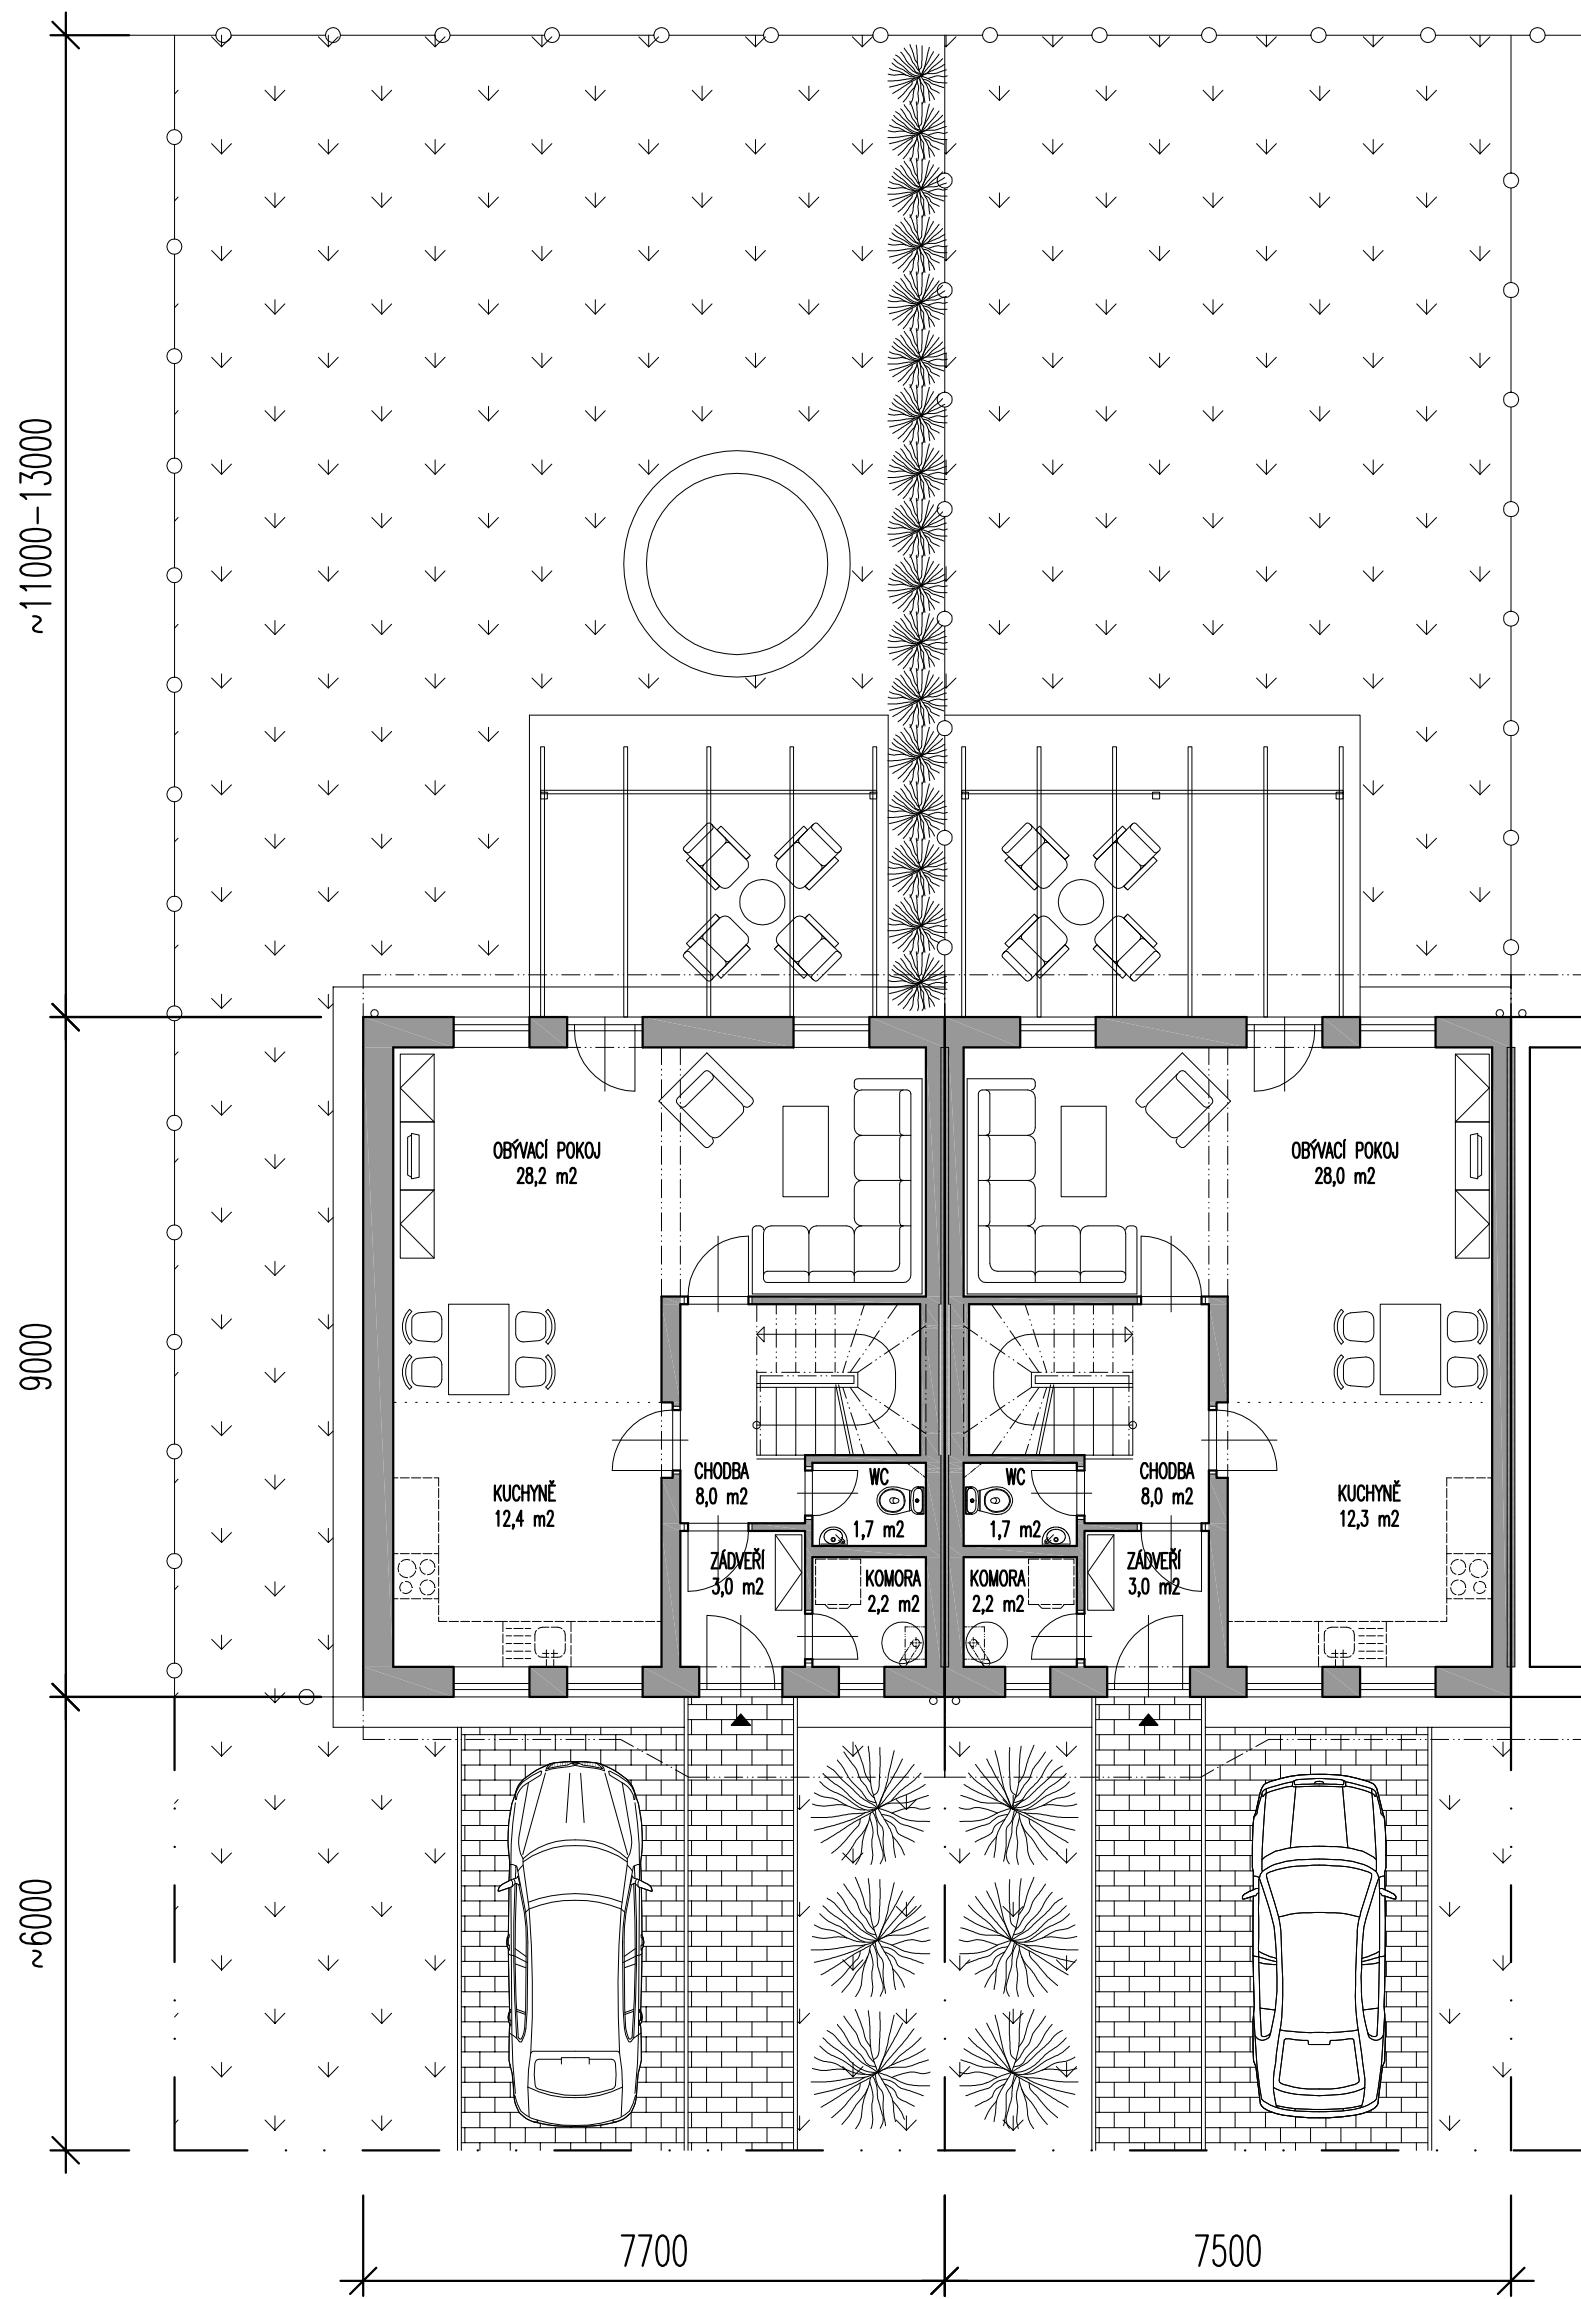 ~11000-13000
OBÝVACÍ POKOJ
28,2 m2
OBÝVACÍ POKOJ
28,0 m2
9000
CHODBA
8,0 m2
WC
1,7 m2
WC
1,7 m2
CHODBA
8,0 m2
KUCHYNĚ
12,4 m2
KUCHYNĚ
12,3 m2
ZÁDVEŘÍ
3,0 m2
KOMORA
2,2 m2
KOMORA
2,2 m2
ZÁDVEŘÍ
3,0 m2
~6000
7700
7500